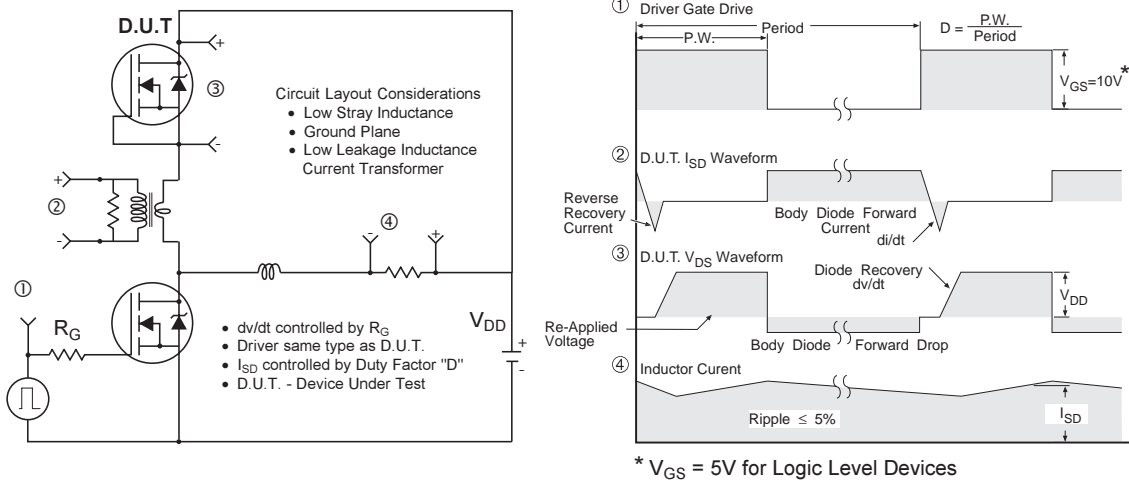 D.U.T
+
-
③
Circuit Layout Considerations
• Low Stray Inductance
• Ground Plane
• Low Leakage Inductance
Current Transformer
+
②
-
④
-
+
①
R_G
V_DD
+
-
• dv/dt controlled by R_G
• Driver same type as D.U.T.
• I_SD controlled by Duty Factor "D"
• D.U.T. - Device Under Test
① Driver Gate Drive
P.W.
Period
D = P.W. / Period
V_GS=10V *
② D.U.T. I_SD Waveform
Reverse
Recovery
Current
Body Diode Forward
Current
di/dt
③ D.U.T. V_DS Waveform
Diode Recovery
dv/dt
V_DD
Re-Applied
Voltage
Body Diode Forward Drop
④ Inductor Curent
Ripple ≤ 5%
I_SD
* V_GS = 5V for Logic Level Devices